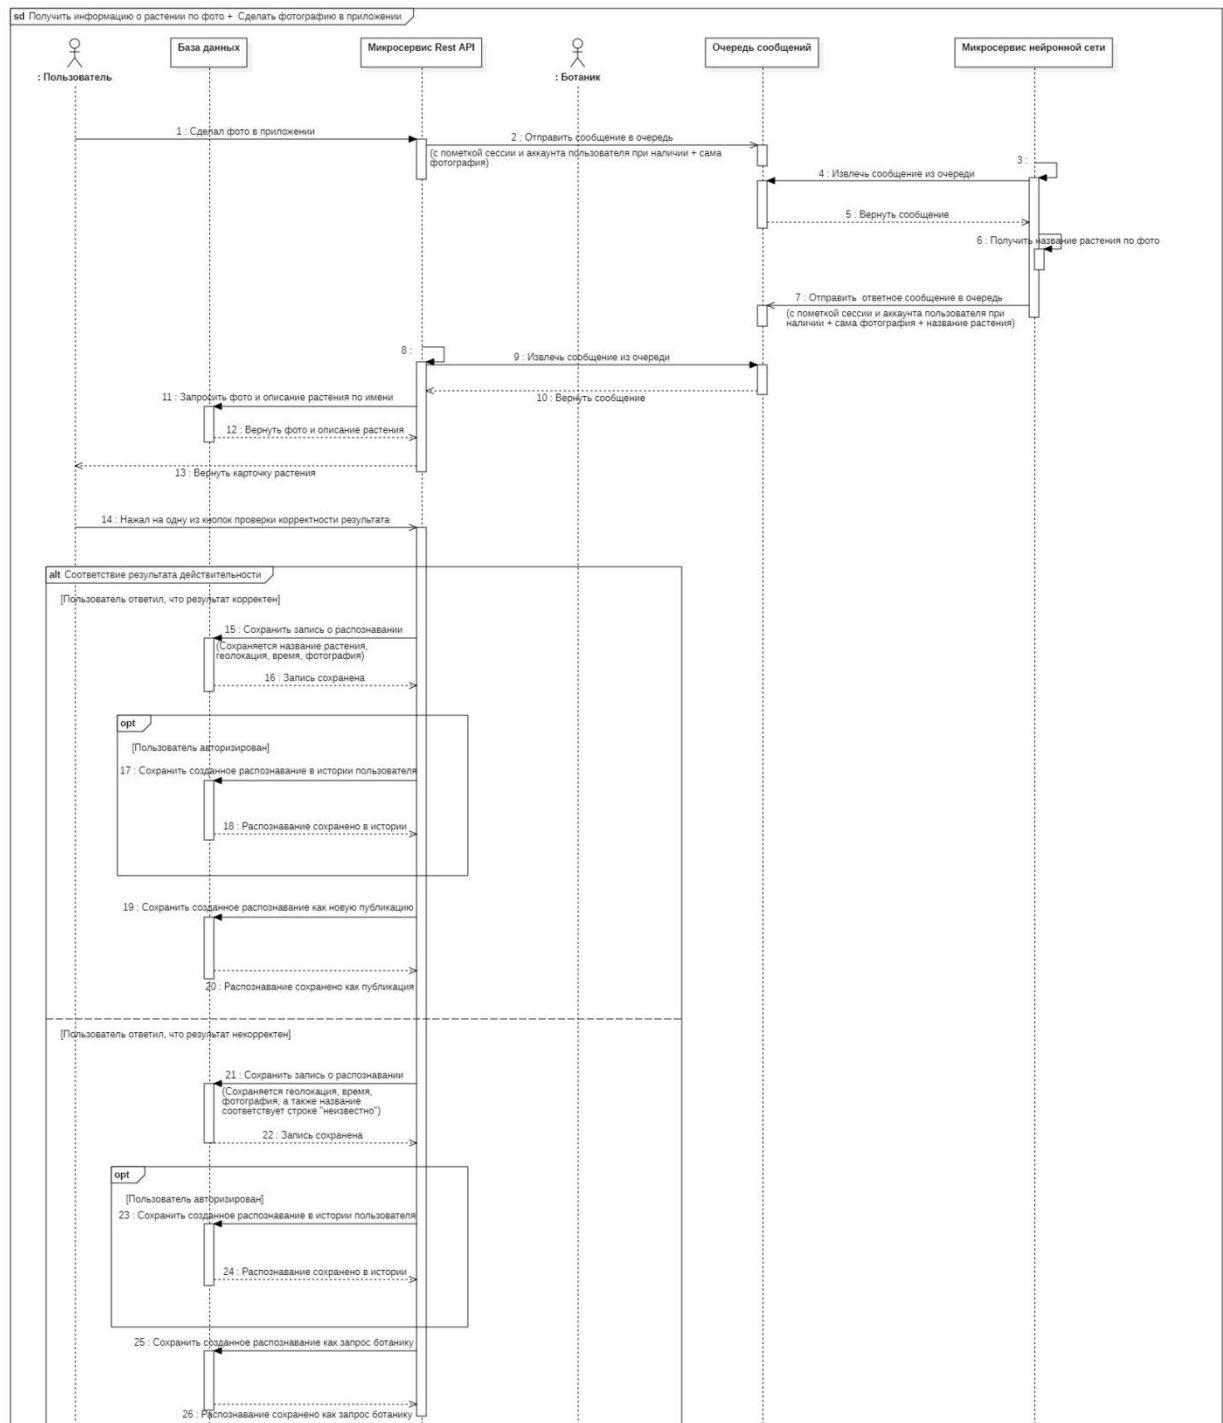 sd Получить информацию о растении по фото + Сделать фотографию в приложении
: Пользователь
База данных
Микросервис Rest API
: Ботаник
Очередь сообщений
Микросервис нейронной сети
1 : Сделал фото в приложении
2 : Отправить сообщение в очередь
(с пометкой сессии и аккаунта пользователя при наличии + сама
фотография)
3 :
4 : Извлечь сообщение из очереди
5 : Вернуть сообщение
6 : Получить название растения по фото
7 : Отправить ответное сообщение в очередь
(с пометкой сессии и аккаунта пользователя при
наличии + сама фотография + название растения)
8 :
9 : Извлечь сообщение из очереди
10 : Вернуть сообщение
11 : Запросить фото и описание растения по имени
12 : Вернуть фото и описание растения
13 : Вернуть карточку растения
14 : Нажал на одну из кнопок проверки корректности результата
alt Соответствие результата действительности
[Пользователь ответил, что результат корректен]
15 : Сохранить запись о распознавании
(Сохраняется название растения,
геолокация, время, фотография)
16 : Запись сохранена
opt
[Пользователь авторизирован]
17 : Сохранить созданное распознавание в истории пользователя
18 : Распознавание сохранено в истории
19 : Сохранить созданное распознавание как новую публикацию
20 : Распознавание сохранено как публикация
[Пользователь ответил, что результат некорректен]
21 : Сохранить запись о распознавании
(Сохраняется геолокация, время,
фотография, а также название
соответствует строке "неизвестно")
22 : Запись сохранена
opt
[Пользователь авторизирован]
23 : Сохранить созданное распознавание в истории пользователя
24 : Распознавание сохранено в истории
25 : Сохранить созданное распознавание как запрос ботанику
26 : Распознавание сохранено как запрос ботанику